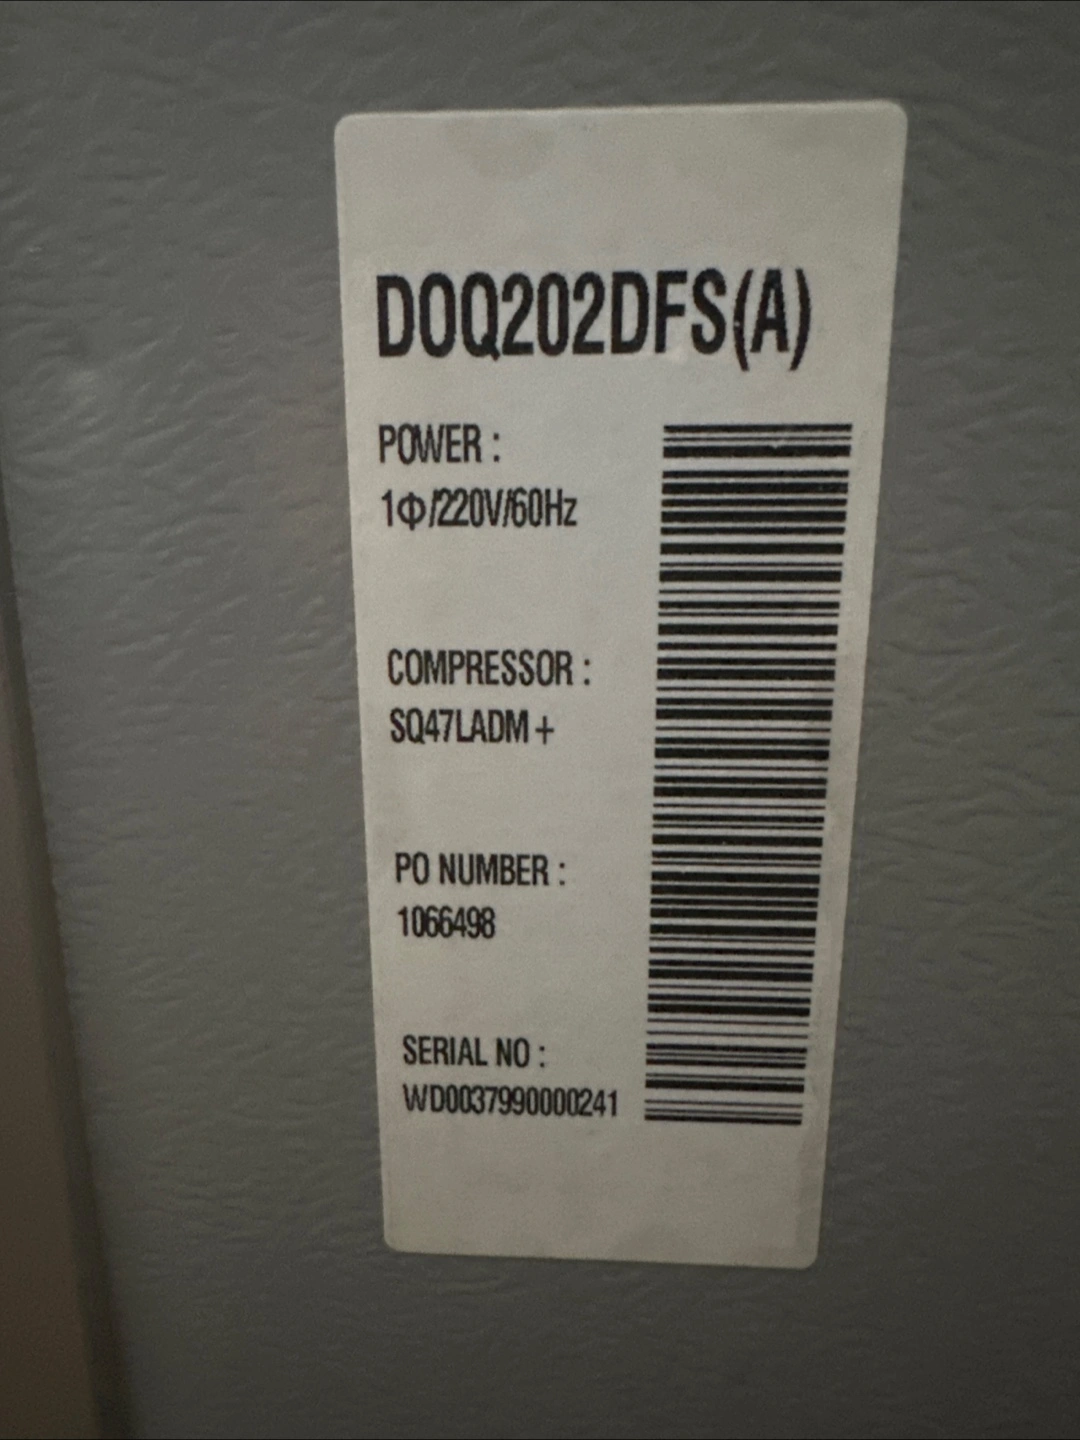 DOQ202DFS(A)
POWER :
1Φ/220V/60Hz
COMPRESSOR :
SQ47LADM +
PO NUMBER :
1066498
SERIAL NO :
WD0037990000241